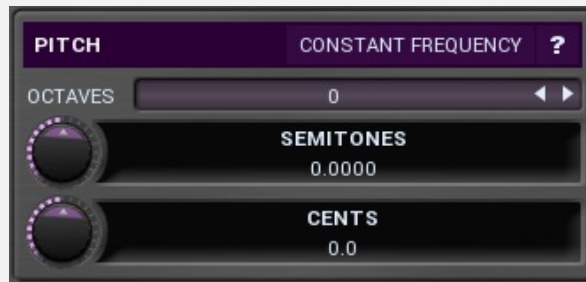 PITCH CONSTANT FREQUENCY ?
OCTAVES 0
SEMITONES
0.0000
CENTS
0.0